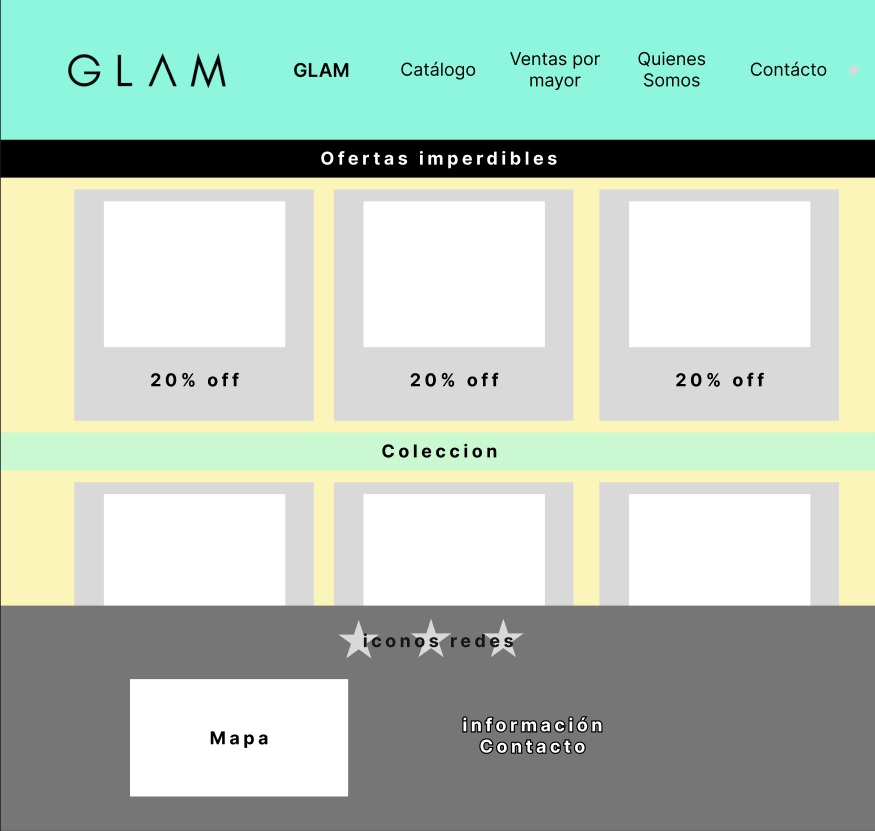 GLAM
GLAM
Catálogo
Ventas por
mayor
Quienes
Somos
Contácto
Ofertas imperdibles
20% off
20% off
20% off
Coleccion
iconos redes
Mapa
información
Contacto